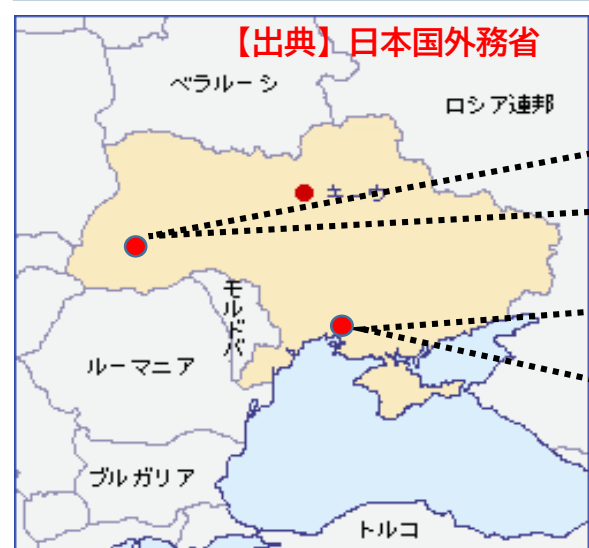 【出典】日本国外務省
ベラルーシ
ロシア連邦
キーウ
モルドバ
ルーマニア
ブルガリア
トルコ